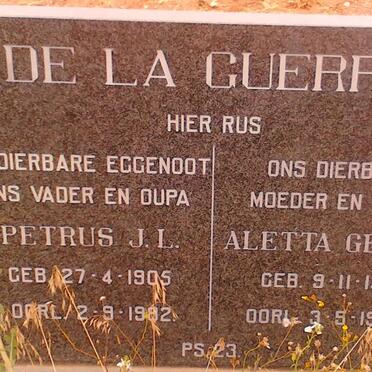 DE LA GUERR
HIER RUS
DIERBARE EGGENOOT
NS VADER EN OUPA
PETRUS J.L.
GEB. 27-4-1905
OORL. 2-9-1982.
ONS DIERB
MOEDER EN
ALETTA GE
GEB. 9-11-1
OORL. 3-5-19
PS.23.